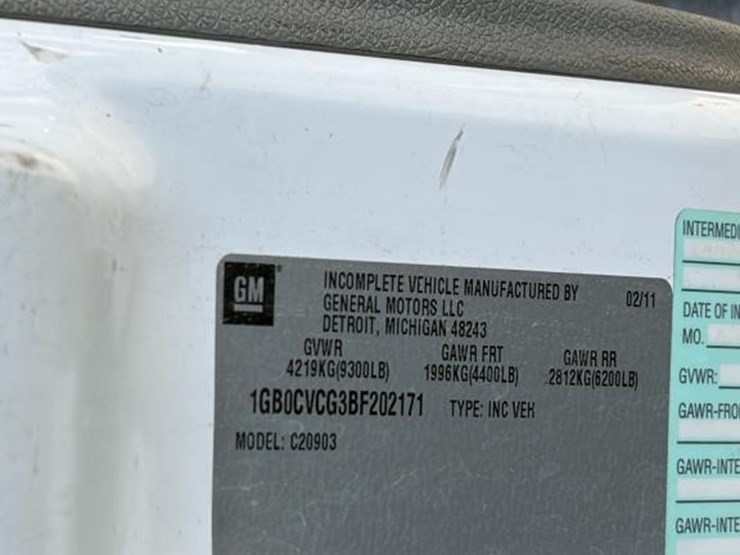 GM
INCOMPLETE VEHICLE MANUFACTURED BY 02/11
GENERAL MOTORS LLC
DETROIT, MICHIGAN 48243
GVWR GAWR FRT GAWR RR
4219KG(9300LB) 1996KG(4400LB) 2812KG(6200LB)
1GB0CVCG3BF202171 TYPE: INC VEH
MODEL: C20903
INTERMEDI
DATE OF IN
MO.
GVWR:
GAWR-FRO
GAWR-INTE
GAWR-INTE